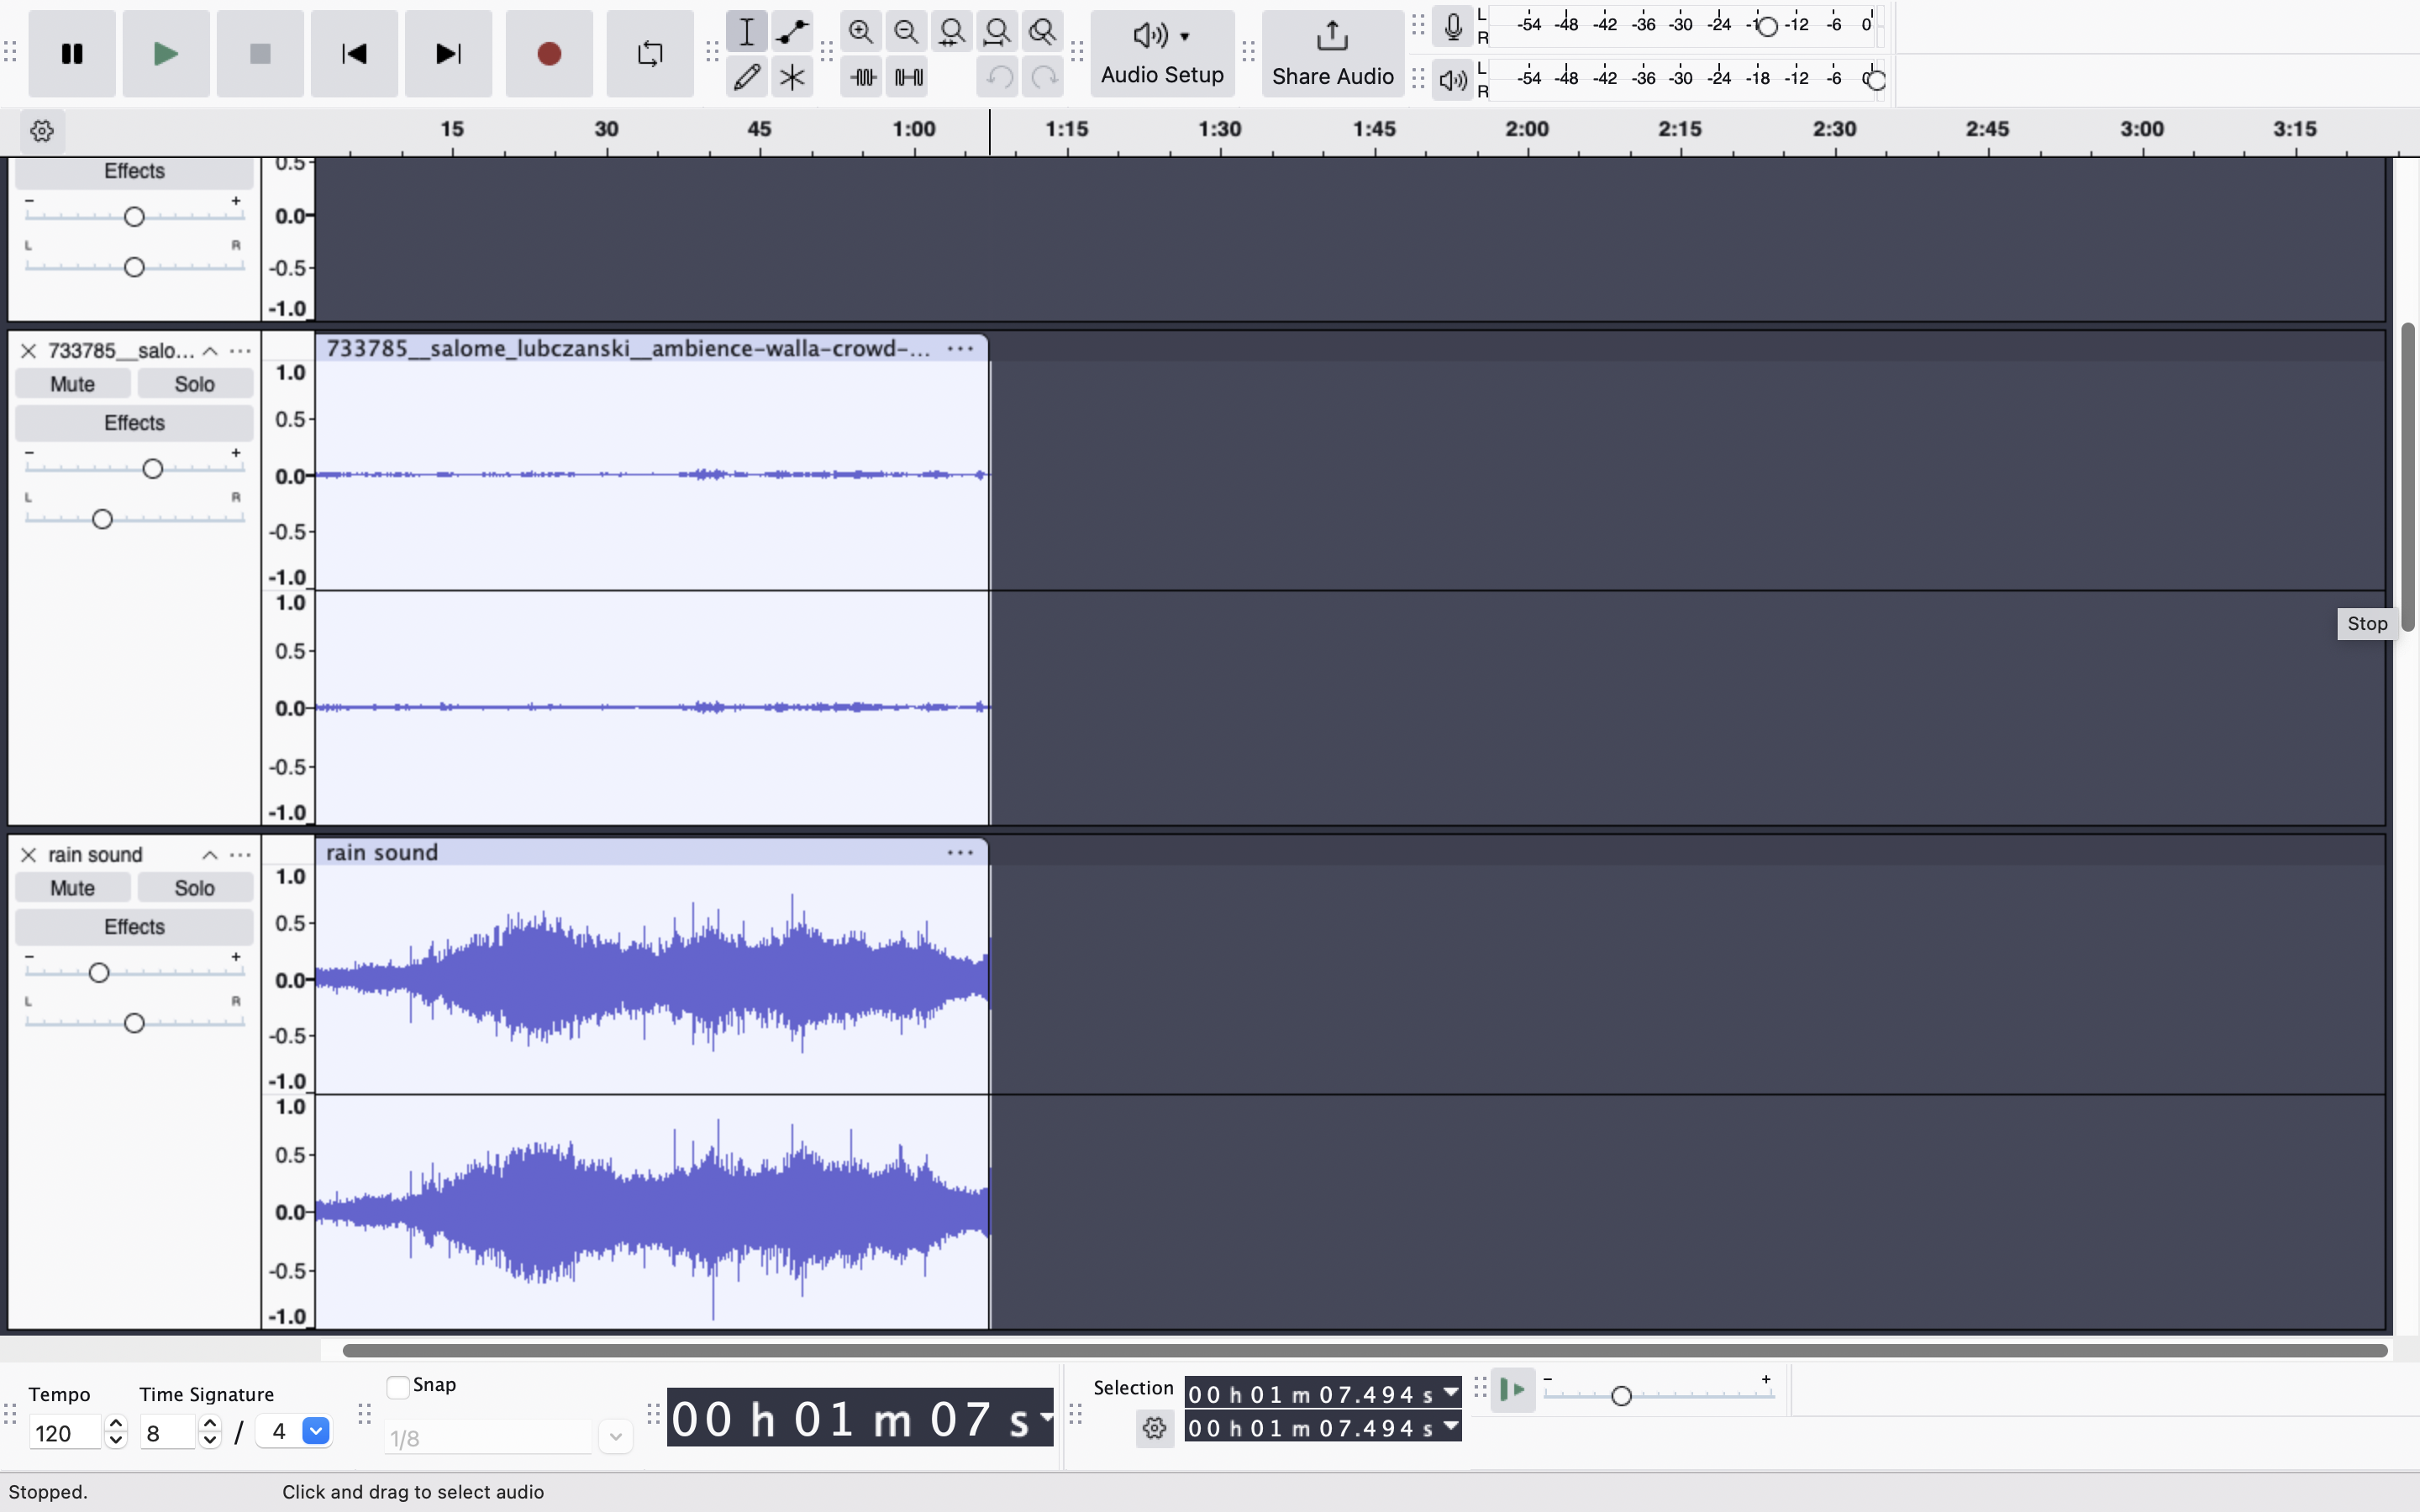 L -54 -48 -42 -36 -30 -24 -12 -6 0
R
Audio Setup
Share Audio
L -54 -48 -42 -36 -30 -24 -18 -12 -6
R
15 30 45 1:00 1:15 1:30 1:45 2:00 2:15 2:30 2:45 3:00 3:15
Effects
0.5
- +
0.0
L R
-0.5
-1.0
733785__salo... 733785__salome_lubczanski__ambience-walla-crowd-...
Mute Solo 1.0
Effects 0.5
- +
0.0
L R
-0.5
-1.0
1.0
0.5
Stop
0.0
-0.5
-1.0
rain sound rain sound
Mute Solo 1.0
Effects 0.5
- +
0.0
L R
-0.5
-1.0
1.0
0.5
0.0
-0.5
-1.0
Tempo Time Signature Snap Selection 00 h 01 m 07.494 s - +
120 8 / 4 1/8 00 h 01 m 07 s 00 h 01 m 07.494 s
Stopped. Click and drag to select audio